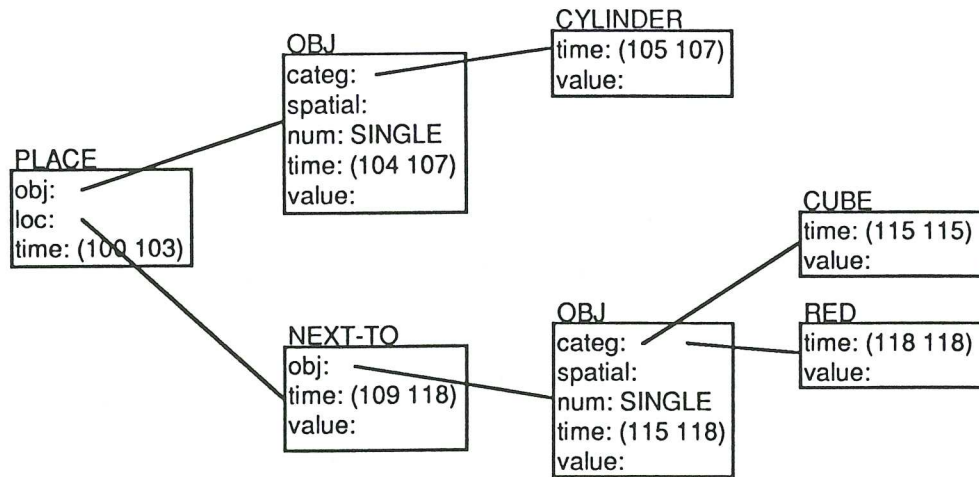 PLACE
obj:
loc:
time: (100 103)
OBJ
categ:
spatial:
num: SINGLE
time: (104 107)
value:
CYLINDER
time: (105 107)
value:
NEXT-TO
obj:
time: (109 118)
value:
OBJ
categ:
spatial:
num: SINGLE
time: (115 118)
value:
CUBE
time: (115 115)
value:
RED
time: (118 118)
value: